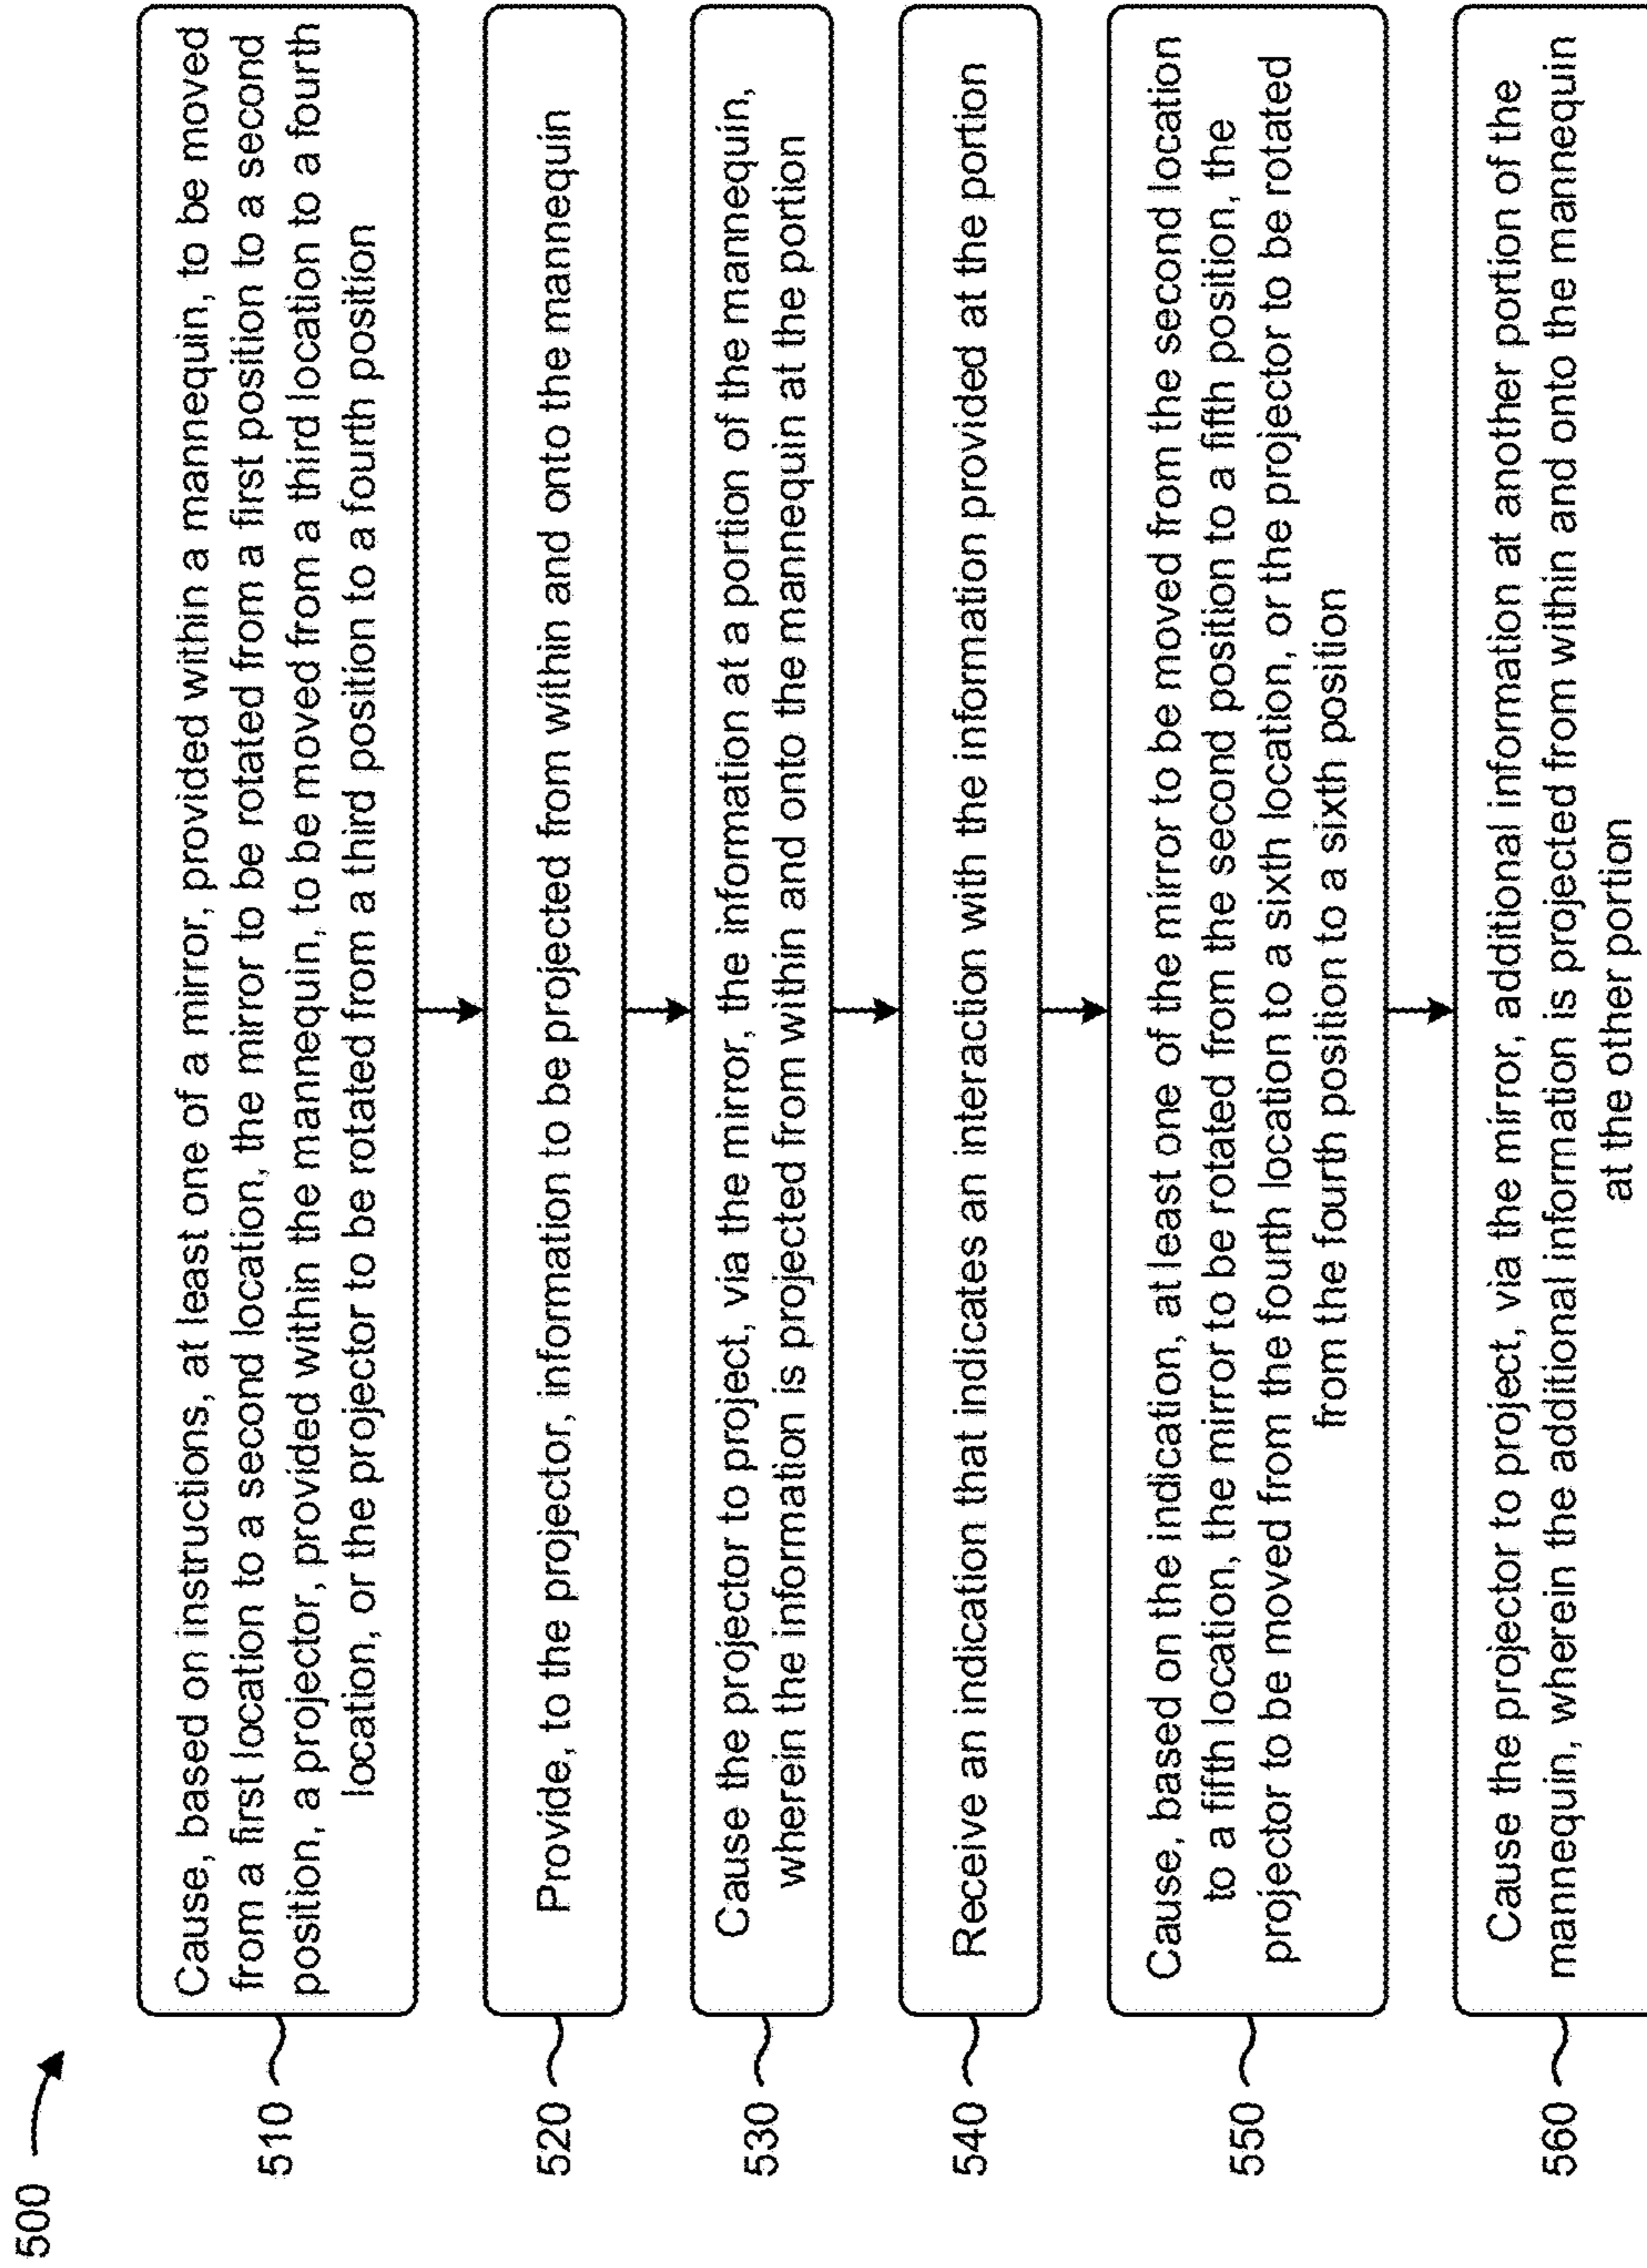 500
510
Cause, based on instructions, at least one of a mirror, provided within a mannequin, to be moved
from a first location to a second location, the mirror to be rotated from a first position to a second
position, a projector, provided within the mannequin, to be moved from a third location to a fourth
location, or the projector to be rotated from a third position to a fourth position
520
Provide, to the projector, information to be projected from within and onto the mannequin
530
Cause the projector to project, via the mirror, the information at a portion of the mannequin,
wherein the information is projected from within and onto the mannequin at the portion
540
Receive an indication that indicates an interaction with the information provided at the portion
550
Cause, based on the indication, at least one of the mirror to be moved from the second location
to a fifth location, the mirror to be rotated from the second position to a fifth position, the
projector to be moved from the fourth location to a sixth location, or the projector to be rotated
from the fourth position to a sixth position
560
Cause the projector to project, via the mirror, additional information at another portion of the
mannequin, wherein the additional information is projected from within and onto the mannequin
at the other portion